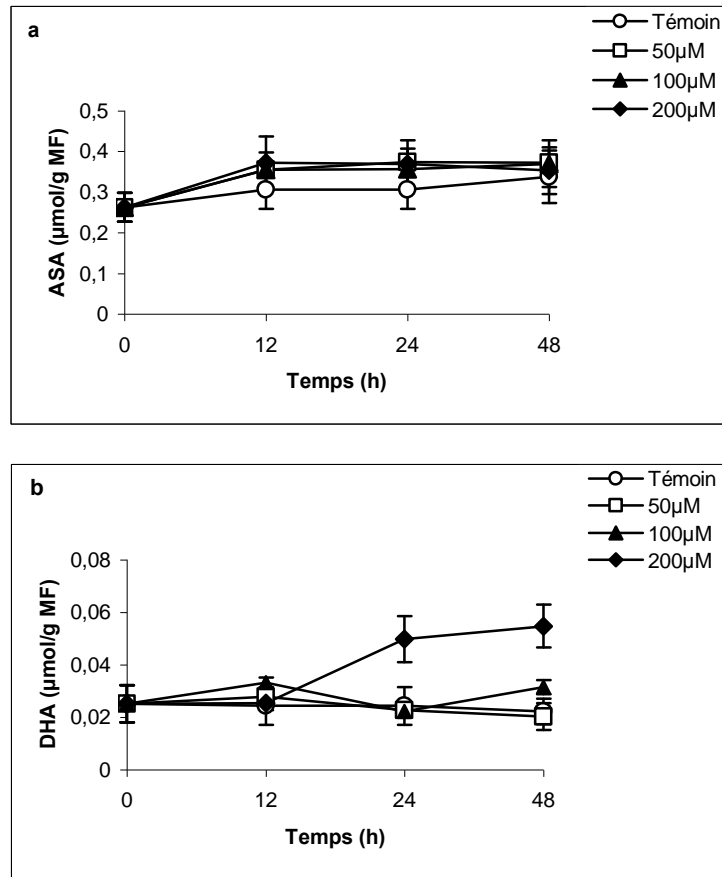 a
Témoin
50µM
100µM
200µM
ASA (µmol/g MF)
0,5
0,4
0,3
0,2
0,1
0
0 12 24 48
Temps (h)
b
Témoin
50µM
100µM
200µM
DHA (µmol/g MF)
0,08
0,06
0,04
0,02
0
0 12 24 48
Temps (h)